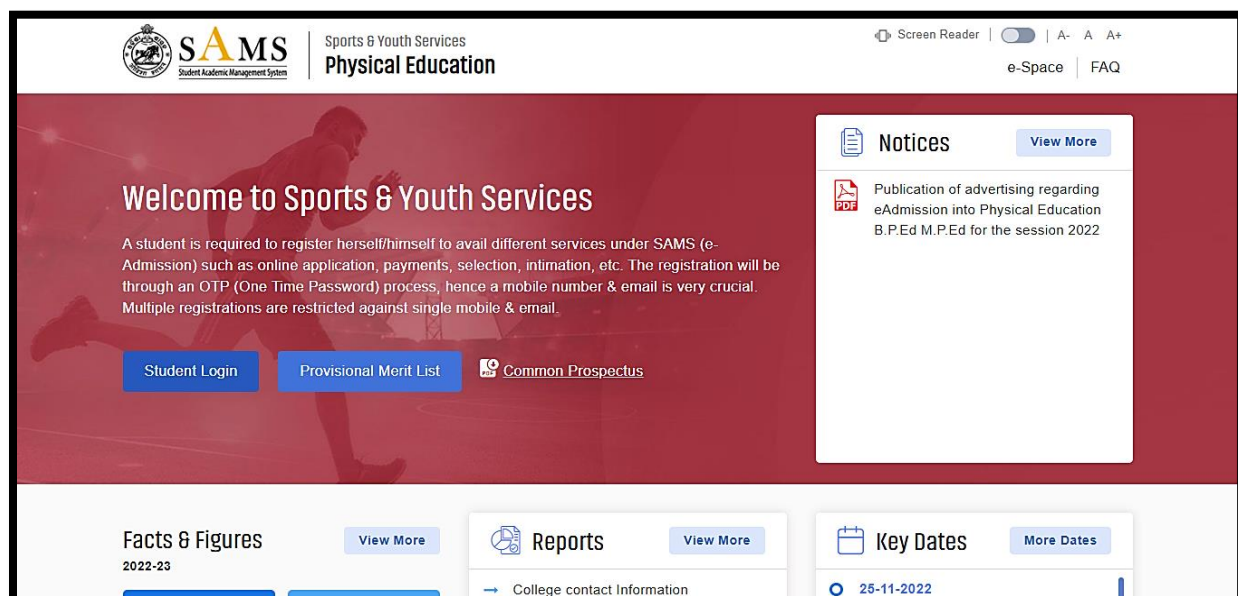 SAMS
Student Academic Management System
Sports & Youth Services
Physical Education
Screen Reader | | A- A A+
e-Space FAQ
Welcome to Sports & Youth Services
A student is required to register herself/himself to avail different services under SAMS (e-
Admission) such as online application, payments, selection, intimation, etc. The registration will be
through an OTP (One Time Password) process, hence a mobile number & email is very crucial.
Multiple registrations are restricted against single mobile & email.
Student Login
Provisional Merit List
PDF
Common Prospectus
Notices
View More
PDF
Publication of advertising regarding
eAdmission into Physical Education
B.P.Ed M.P.Ed for the session 2022
Facts & Figures
View More
2022-23
Reports
View More
→ College contact Information
Key Dates
More Dates
25-11-2022